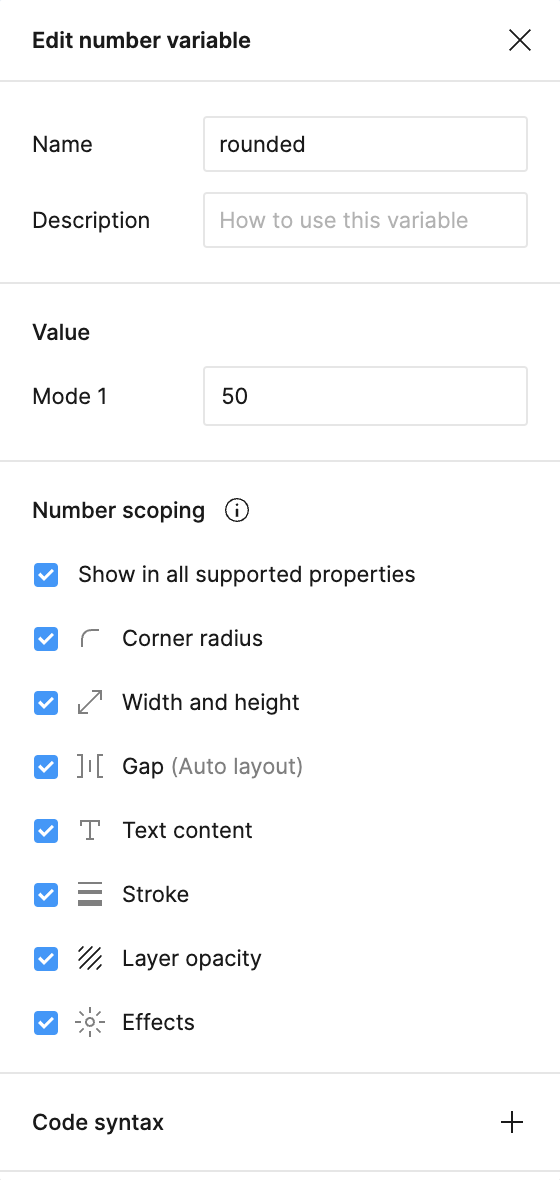 Edit number variable
Name
rounded
Description
How to use this variable
Value
Mode 1
50
Number scoping
Show in all supported properties
Corner radius
Width and height
Gap (Auto layout)
Text content
Stroke
Layer opacity
Effects
Code syntax